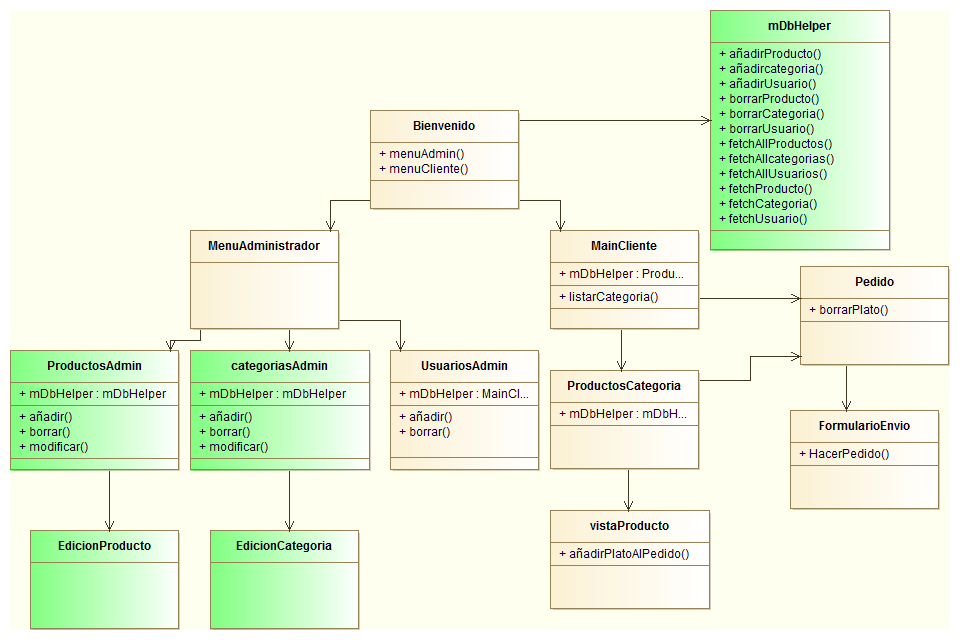 mDbHelper
+ añadirProducto()
+ añadircategoria()
+ añadirUsuario()
+ borrarProducto()
+ borrarCategoria()
+ borrarUsuario()
+ fetchAllProductos()
+ fetchAllcategorias()
+ fetchAllUsuarios()
+ fetchProducto()
+ fetchCategoria()
+ fetchUsuario()
Bienvenido
+ menuAdmin()
+ menuCliente()
MenuAdministrador
MainCliente
+ mDbHelper : Produ...
+ listarCategoria()
Pedido
+ borrarPlato()
ProductosAdmin
+ mDbHelper : mDbHelper
+ añadir()
+ borrar()
+ modificar()
categoriasAdmin
+ mDbHelper : mDbHelper
+ añadir()
+ borrar()
+ modificar()
UsuariosAdmin
+ mDbHelper : MainCl...
+ añadir()
+ borrar()
ProductosCategoria
+ mDbHelper : mDbH...
FormularioEnvio
+ HacerPedido()
EdicionProducto
EdicionCategoria
vistaProducto
+ añadirPlatoAlPedido()